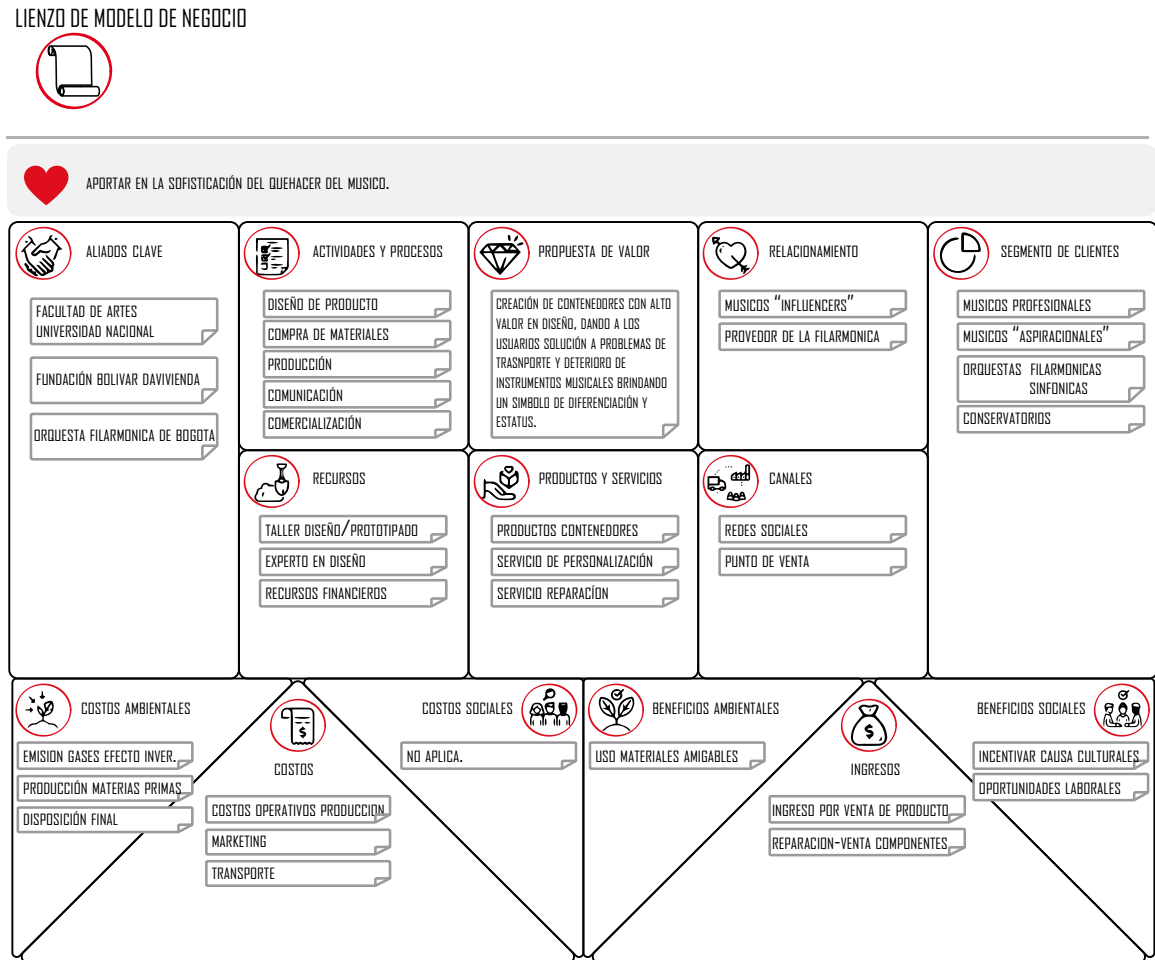 LIENZO DE MODELO DE NEGOCIO
APORTAR EN LA SOFISTICACIÓN DEL QUEHACER DEL MUSICO.
ALIADOS CLAVE
FACULTAD DE ARTES
UNIVERSIDAD NACIONAL
FUNDACIÓN BOLIVAR DAVIVIENDA
ORQUESTA FILARMONICA DE BOGOTA
ACTIVIDADES Y PROCESOS
DISEÑO DE PRODUCTO
COMPRA DE MATERIALES
PRODUCCIÓN
COMUNICACIÓN
COMERCIALIZACIÓN
PROPUESTA DE VALOR
CREACIÓN DE CONTENEDORES CON ALTO
VALOR EN DISEÑO, DANDO A LOS
USUARIOS SOLUCIÓN A PROBLEMAS DE
TRASNPORTE Y DETERIORO DE
INSTRUMENTOS MUSICALES BRINDANDO
UN SIMBOLO DE DIFERENCIACIÓN Y
ESTATUS.
RELACIONAMIENTO
MUSICOS "INFLUENCERS"
PROVEDOR DE LA FILARMONICA
SEGMENTO DE CLIENTES
MUSICOS PROFESIONALES
MUSICOS "ASPIRACIONALES"
ORQUESTAS FILARMONICAS
SINFONICAS
CONSERVATORIOS
RECURSOS
TALLER DISEÑO/PROTOTIPADO
EXPERTO EN DISEÑO
RECURSOS FINANCIEROS
PRODUCTOS Y SERVICIOS
PRODUCTOS CONTENEDORES
SERVICIO DE PERSONALIZACIÓN
SERVICIO REPARACÍON
CANALES
REDES SOCIALES
PUNTO DE VENTA
COSTOS AMBIENTALES
EMISION GASES EFECTO INVER.
PRODUCCIÓN MATERIAS PRIMAS
DISPOSICIÓN FINAL
COSTOS
COSTOS OPERATIVOS PRODUCCION
MARKETING
TRANSPORTE
COSTOS SOCIALES
NO APLICA.
BENEFICIOS AMBIENTALES
USO MATERIALES AMIGABLES
INGRESOS
INGRESO POR VENTA DE PRODUCTO
REPARACION-VENTA COMPONENTES
BENEFICIOS SOCIALES
INCENTIVAR CAUSA CULTURALES
OPORTUNIDADES LABORALES